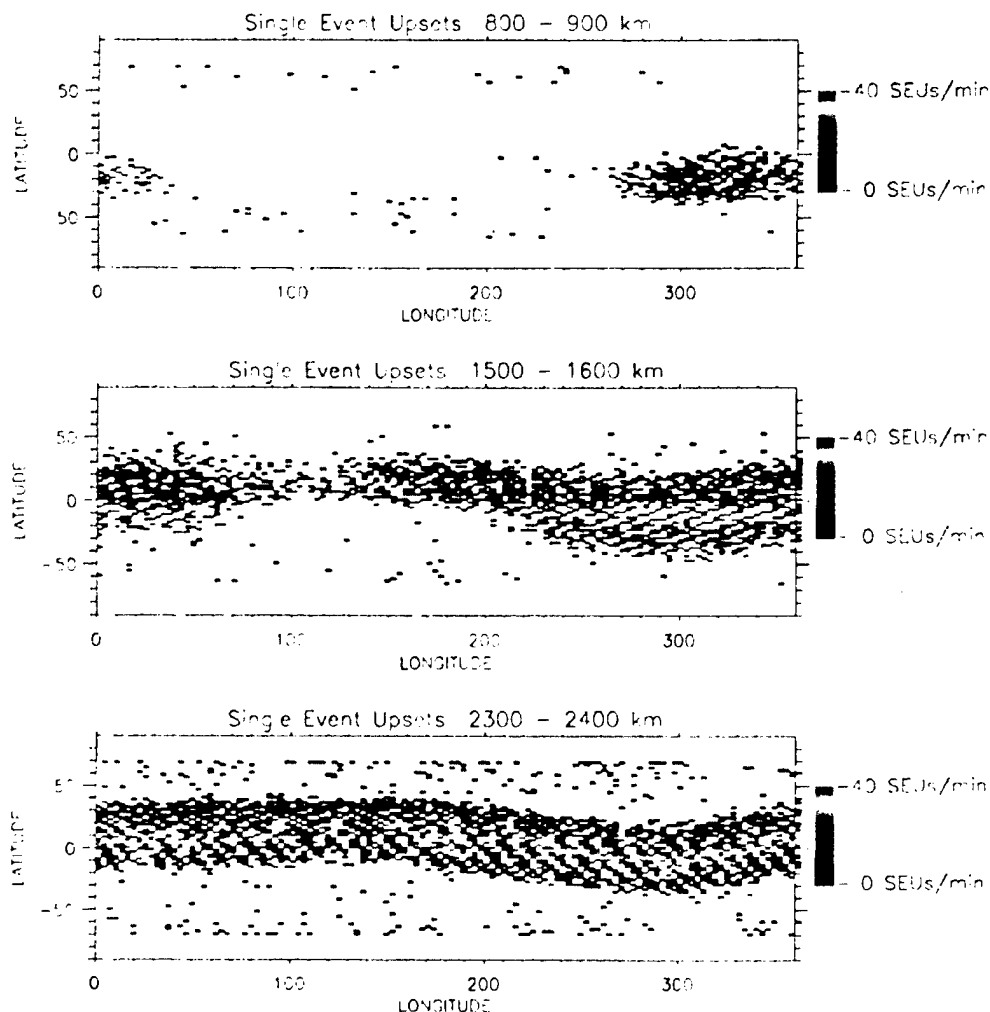 Single Event Upsets 800 - 900 km
50
0
50
LATITUDE
0
100
200
300
LONGITUDE
-40 SEUs/min
- 0 SEUs/min
Single Event Upsets 1500 - 1600 km
50
0
-50
LATITUDE
0
100
200
300
LONGITUDE
-40 SEUs/min
- 0 SEUs/min
Single Event Upsets 2300 - 2400 km
50
0
-50
LATITUDE
0
100
200
300
LONGITUDE
-40 SEUs/min
- 0 SEUs/min